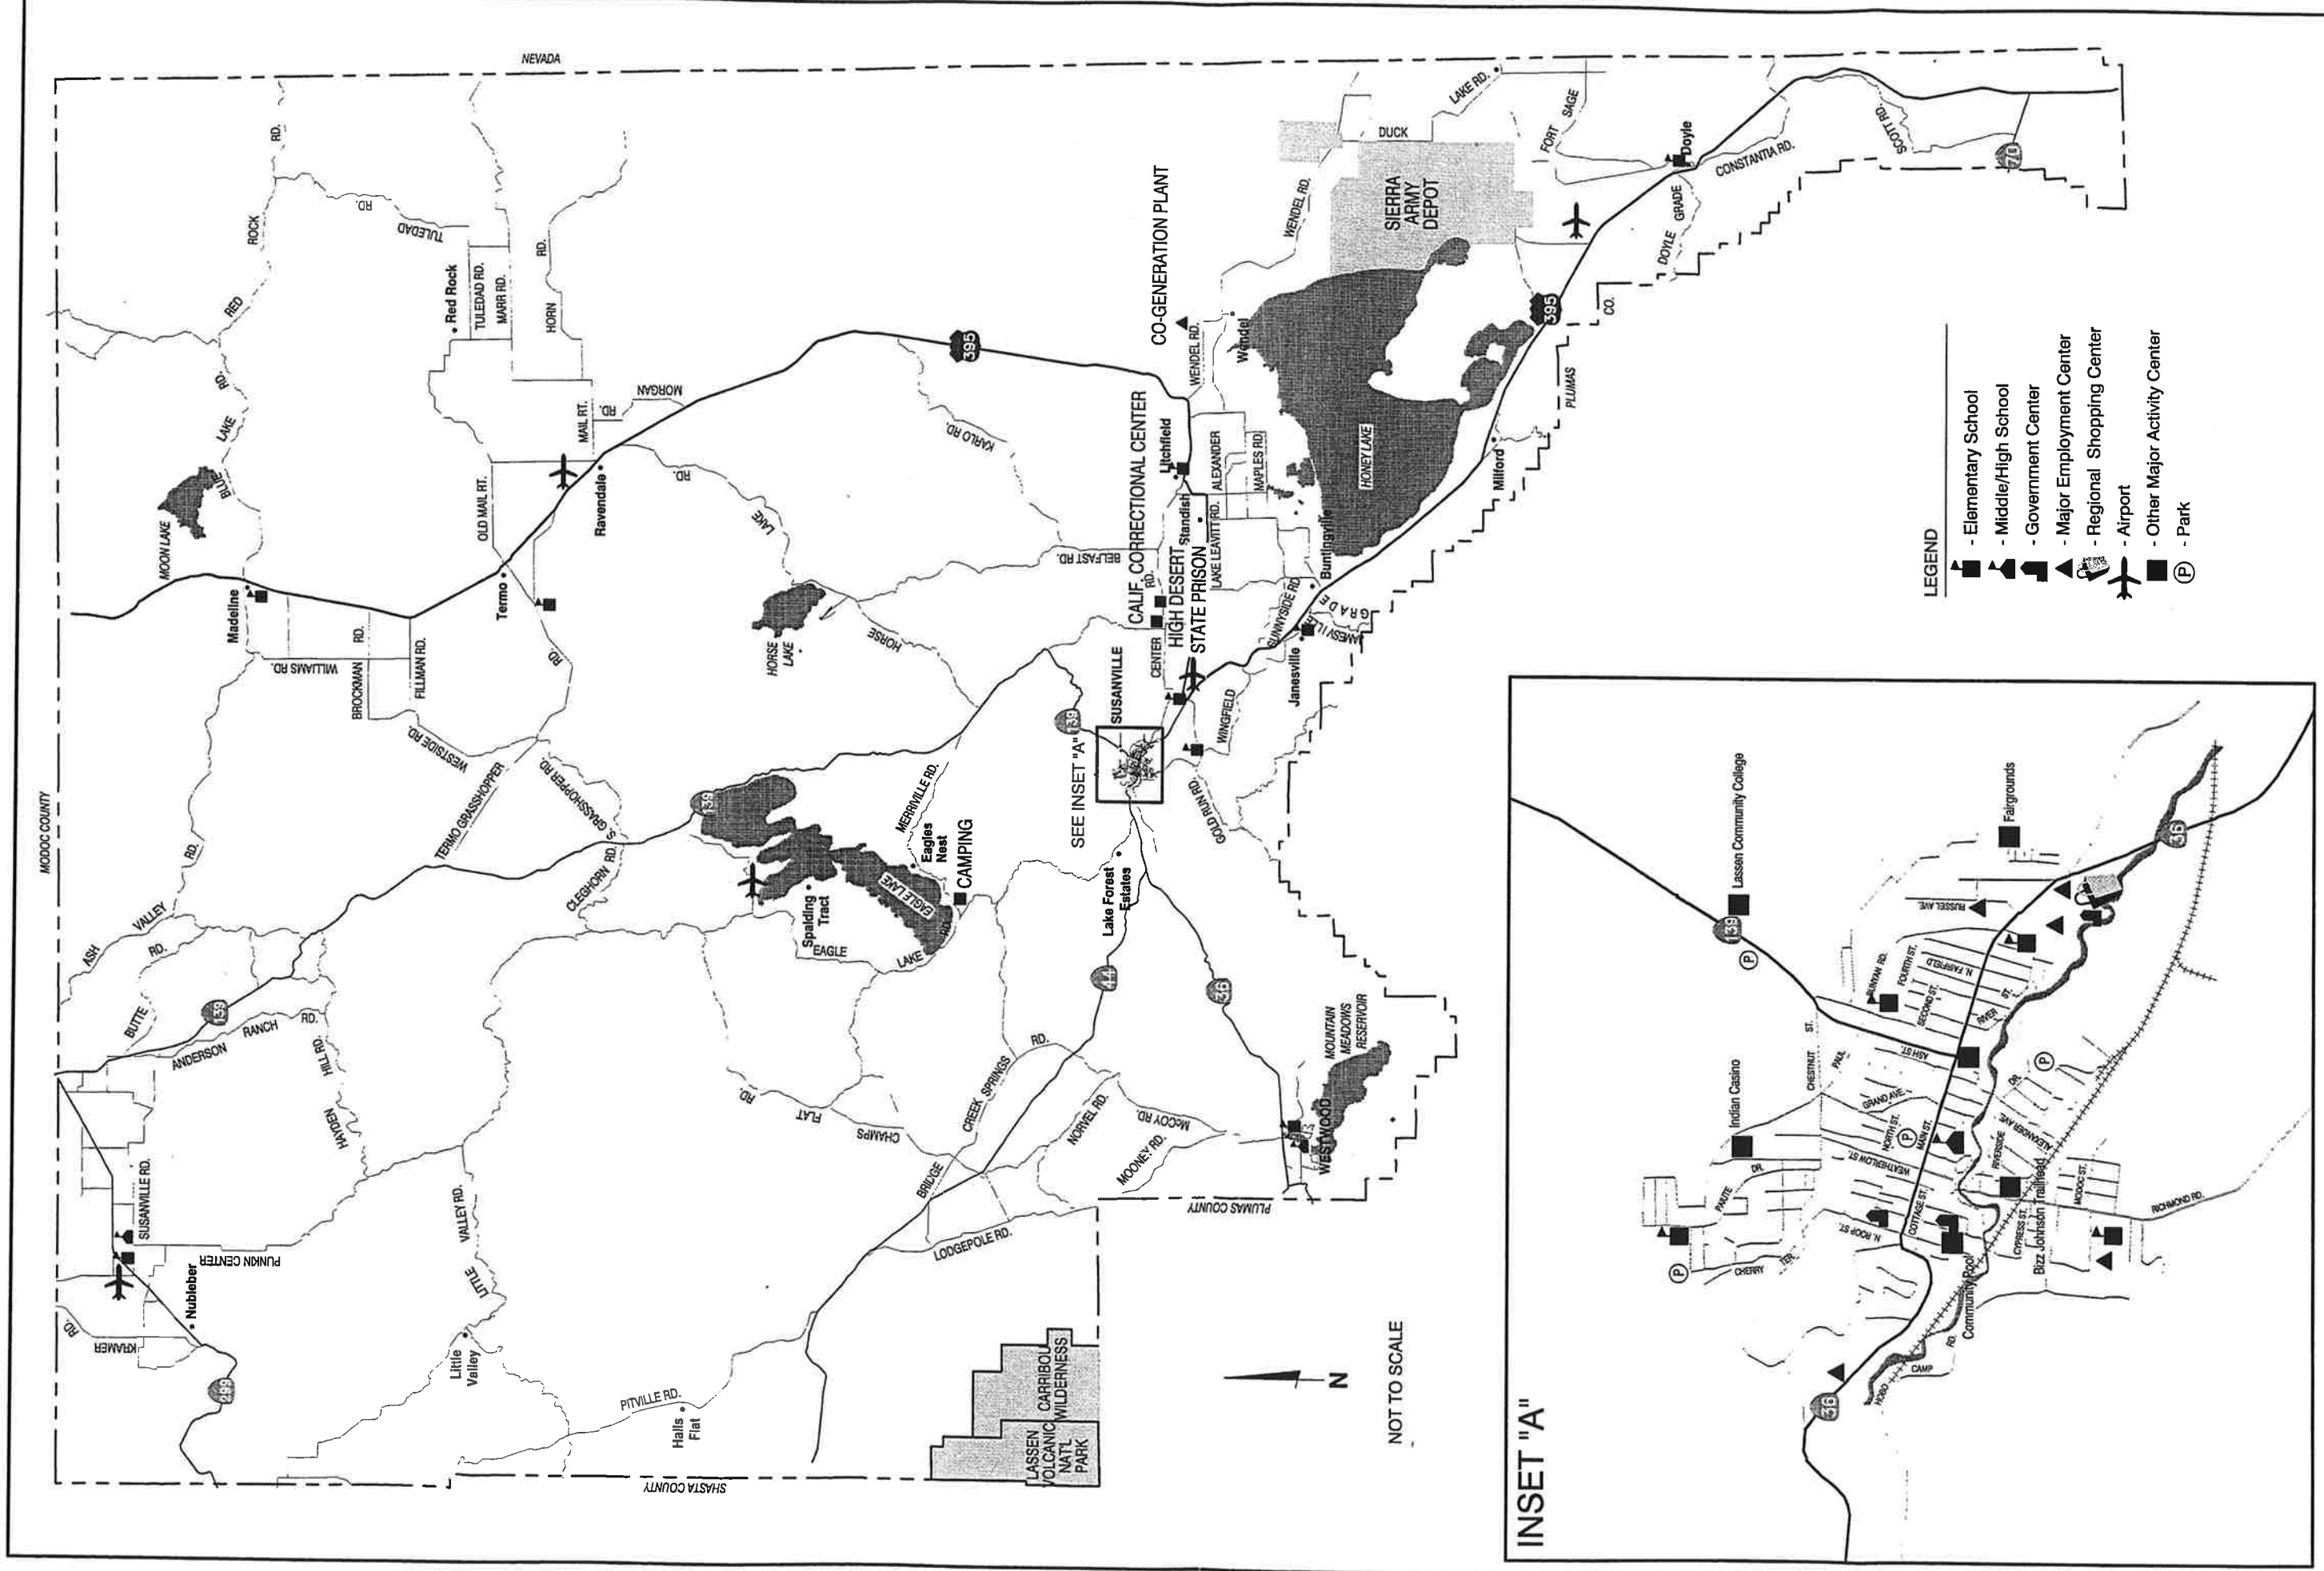 MODOC COUNTY
NEVADA
SHASTA COUNTY
PLUMAS COUNTY
PLUMAS
CO.
ROCK
RD.
RED
RD.
LAKE
BLUE
MOON LAKE
Madeline
TULEDAD
RD.
Red Rock
TULEDAD RD.
MARR RD.
HORN
RD.
MAIL RT.
RD.
MORGAN
OLD MAIL RT.
Ravendale
Termo
WILLIAMS RD.
BROCKMAN
RD.
FILLMAN RD.
WESTSIDE RD.
TERMO GRASSHOPPER
RD.
S. GRASSHOPPER RD.
CLEGHORN RD.
ASH
VALLEY
RD.
BUTTE
RD.
139
ANDERSON
RANCH
RD.
HAYDEN
HILL RD.
SUSANVILLE RD.
PUNKIN CENTER
Nubieber
KRAMER
RD.
299
LITTLE
VALLEY RD.
Little
Valley
PITVILLE RD.
Halls
Flat
395
KARLO RD.
HORSE
LAKE
RD.
HORSE
LAKE
BELFAST RD.
139
MERRIVILLE RD.
Eagles
Nest
CAMPING
EAGLE LAKE
Spalding
Tract
EAGLE
LAKE
RD.
139
SUSANVILLE
SEE INSET "A"
Lake Forest
Estates
44
36
CHAMPS
FLAT
RD.
BRIDGE
CREEK SPRINGS
RD.
NORVEL RD.
McCOY RD.
MOONEY RD.
LODGEPOLE RD.
WESTWOOD
MOUNTAIN
MEADOWS
RESERVOIR
LASSEN
VOLCANIC
NAT'L
PARK
CARRIBOU
WILDERNESS
CO-GENERATION PLANT
CALIF. CORRECTIONAL CENTER
HIGH DESERT
STATE PRISON
CENTER
RD.
Litchfield
Standish
WENDEL RD.
Wendel
WENDEL RD.
ALEXANDER
MAPLES RD.
LAKE LEAVITT RD.
SUNNYSIDE RD.
Buntingville
JANESVILLE
GRADE
Janesville
WINGFIELD
GOLD RUN RD.
HONEY LAKE
Milford
SIERRA
ARMY
DEPOT
DUCK
LAKE RD.
FORT
SAGE
Doyle
CONSTANTIA RD.
DOYLE
GRADE
SCOTT RD.
70
395
N
NOT TO SCALE
LEGEND
- Elementary School
- Middle/High School
- Government Center
- Major Employment Center
- Regional Shopping Center
- Airport
- Other Major Activity Center
P - Park
INSET "A"
Lassen Community College
139
P
Fairgrounds
Indian Casino
RUSSEL AVE.
BUNYAN RD.
FOURTH ST.
N. FAIRFIELD
SECOND ST.
RIVER
ST.
ASH ST.
CHESTNUT
ST.
PAUL
GRAND AVE.
NORTH ST.
P
MAIN ST.
WEATHERLOW ST.
PAIUTE
DR.
CHERRY
TER.
P
N. ROOP ST.
COTTAGE ST.
P
RIVERSIDE
DR.
ALEXANDER AVE.
CYPRESS ST.
Bizz Johnson Trailhead
MODOC ST.
RICHMOND RD.
Community Pool
HOBO
CAMP
RD.
36
36